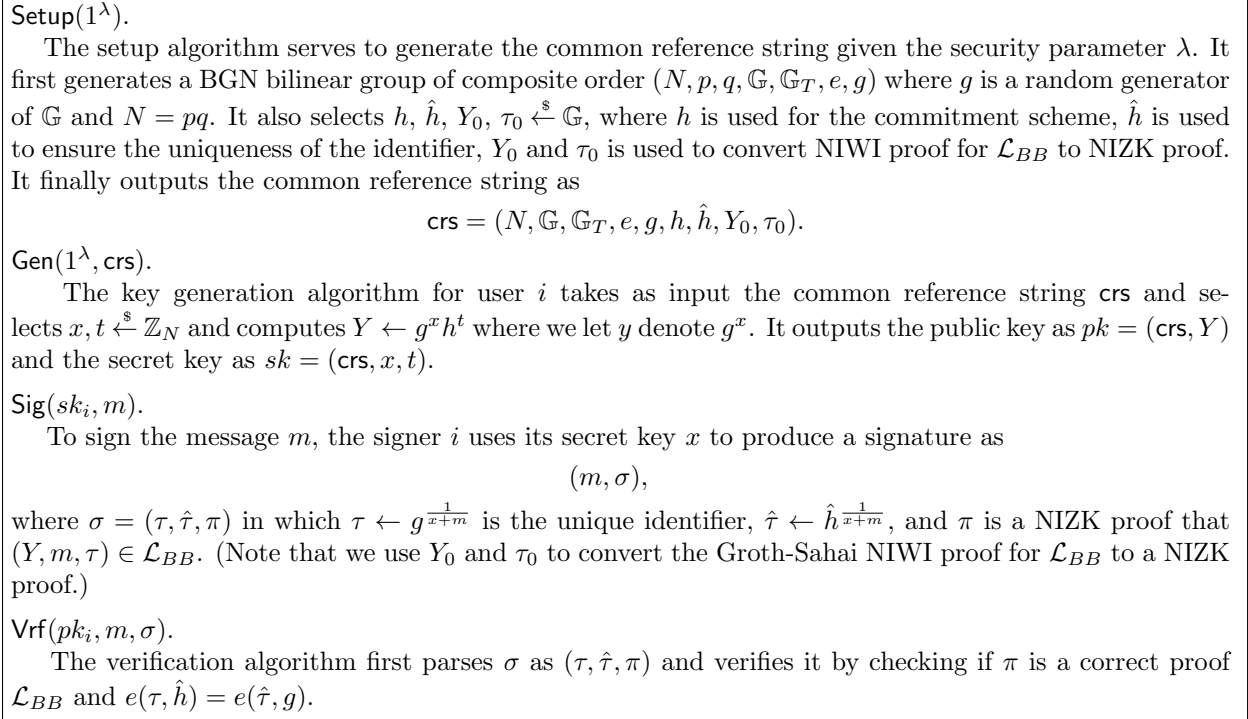 Setup(1^λ).
The setup algorithm serves to generate the common reference string given the security parameter λ. It
first generates a BGN bilinear group of composite order (N, p, q, 𝔾, 𝔾_T, e, g) where g is a random generator
of 𝔾 and N = pq. It also selects h, ĥ, Y_0, τ_0 ←$ 𝔾, where h is used for the commitment scheme, ĥ is used
to ensure the uniqueness of the identifier, Y_0 and τ_0 is used to convert NIWI proof for ℒ_{BB} to NIZK proof.
It finally outputs the common reference string as
crs = (N, 𝔾, 𝔾_T, e, g, h, ĥ, Y_0, τ_0).
Gen(1^λ, crs).
The key generation algorithm for user i takes as input the common reference string crs and se-
lects x, t ←$ ℤ_N and computes Y ← g^x h^t where we let y denote g^x. It outputs the public key as pk = (crs, Y)
and the secret key as sk = (crs, x, t).
Sig(sk_i, m).
To sign the message m, the signer i uses its secret key x to produce a signature as
(m, σ),
where σ = (τ, τ̂, π) in which τ ← g^{1/(x+m)} is the unique identifier, τ̂ ← ĥ^{1/(x+m)}, and π is a NIZK proof that
(Y, m, τ) ∈ ℒ_{BB}. (Note that we use Y_0 and τ_0 to convert the Groth-Sahai NIWI proof for ℒ_{BB} to a NIZK
proof.)
Vrf(pk_i, m, σ).
The verification algorithm first parses σ as (τ, τ̂, π) and verifies it by checking if π is a correct proof
ℒ_{BB} and e(τ, ĥ) = e(τ̂, g).